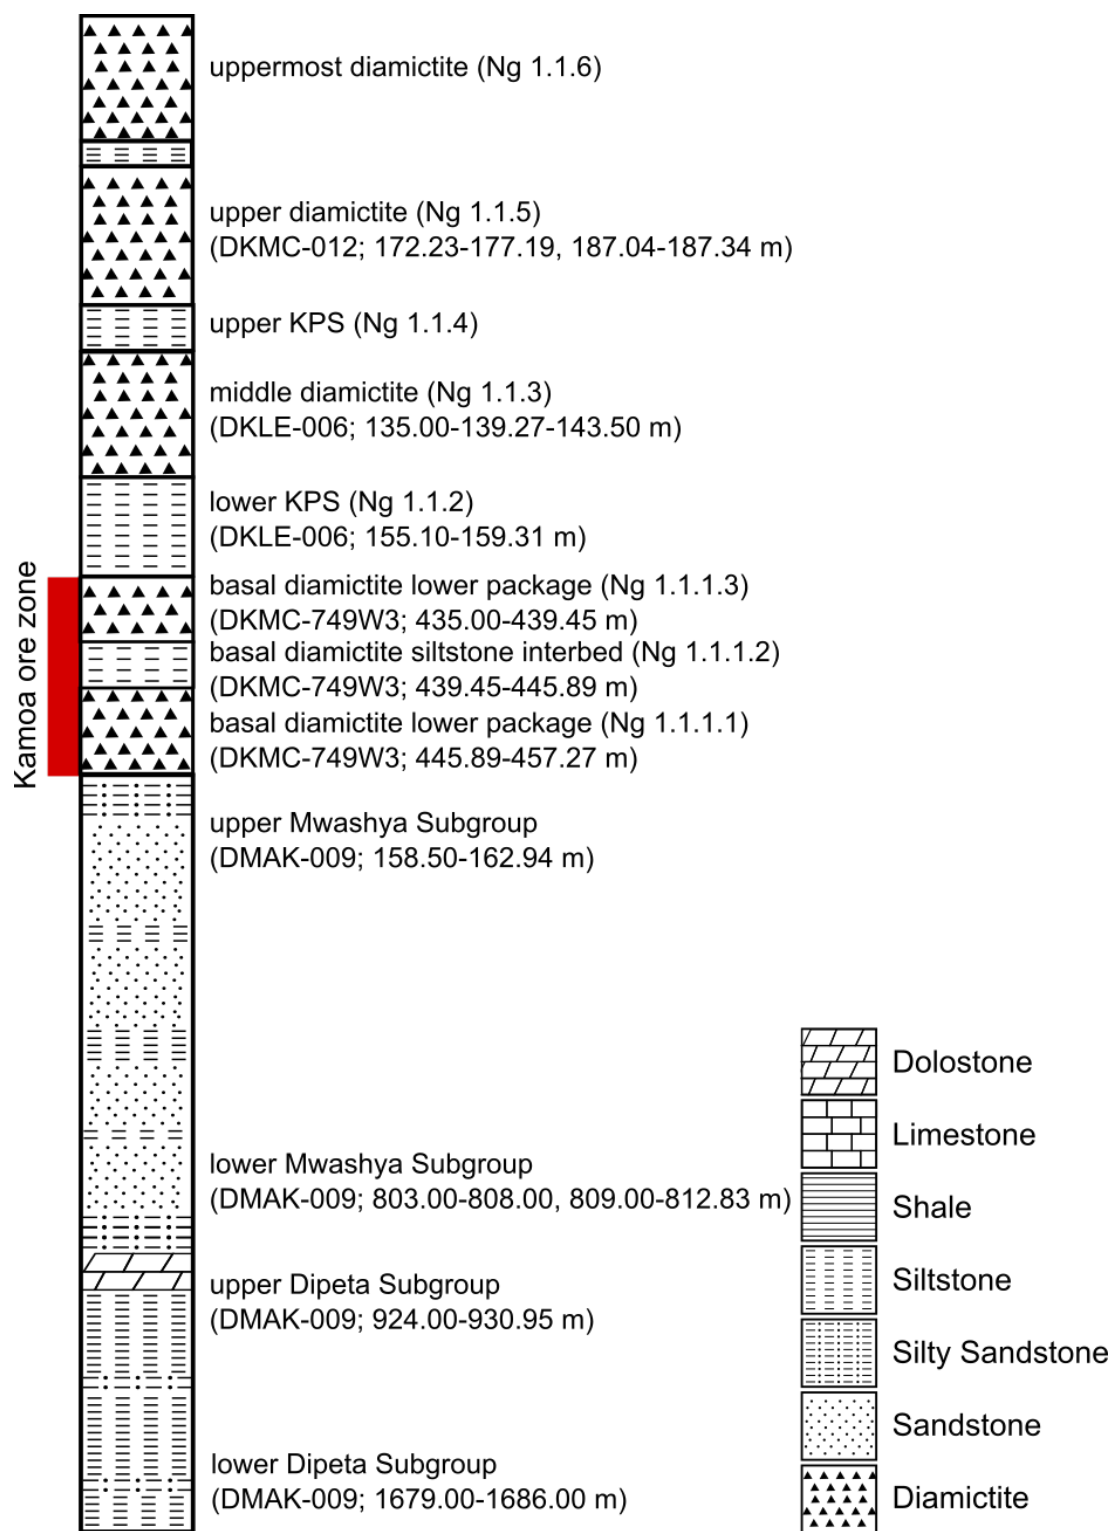 uppermost diamictite (Ng 1.1.6)
upper diamictite (Ng 1.1.5)
(DKMC-012; 172.23-177.19, 187.04-187.34 m)
upper KPS (Ng 1.1.4)
middle diamictite (Ng 1.1.3)
(DKLE-006; 135.00-139.27-143.50 m)
lower KPS (Ng 1.1.2)
(DKLE-006; 155.10-159.31 m)
Kamoa ore zone
basal diamictite lower package (Ng 1.1.1.3)
(DKMC-749W3; 435.00-439.45 m)
basal diamictite siltstone interbed (Ng 1.1.1.2)
(DKMC-749W3; 439.45-445.89 m)
basal diamictite lower package (Ng 1.1.1.1)
(DKMC-749W3; 445.89-457.27 m)
upper Mwashya Subgroup
(DMAK-009; 158.50-162.94 m)
lower Mwashya Subgroup
(DMAK-009; 803.00-808.00, 809.00-812.83 m)
upper Dipeta Subgroup
(DMAK-009; 924.00-930.95 m)
lower Dipeta Subgroup
(DMAK-009; 1679.00-1686.00 m)
Dolostone
Limestone
Shale
Siltstone
Silty Sandstone
Sandstone
Diamictite